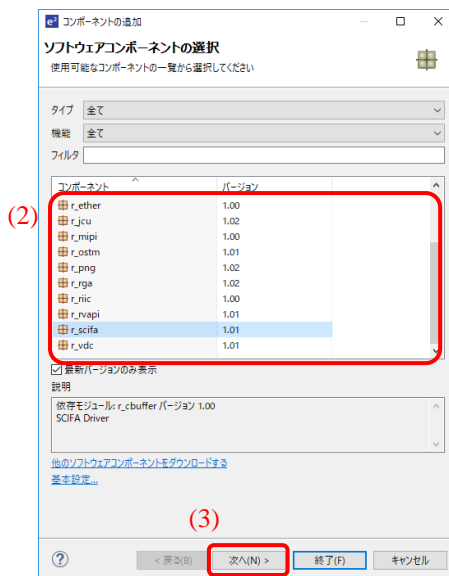 e² コンポーネントの追加
ソフトウェアコンポーネントの選択
使用可能なコンポーネントの一覧から選択してください
タイプ 全て
機能 全て
フィルタ
コンポーネント バージョン
(2)
r_ether 1.00
r_jcu 1.02
r_mipi 1.00
r_ostm 1.01
r_png 1.02
r_rga 1.02
r_riic 1.00
r_rvapi 1.01
r_scifa 1.01
r_vdc 1.01
最新バージョンのみ表示
説明
依存モジュール: r_cbuffer バージョン 1.00
SCIFA Driver
他のソフトウェアコンポーネントをダウンロードする
基本設定...
(3)
? < 戻る(B) 次へ(N) > 終了(F) キャンセル